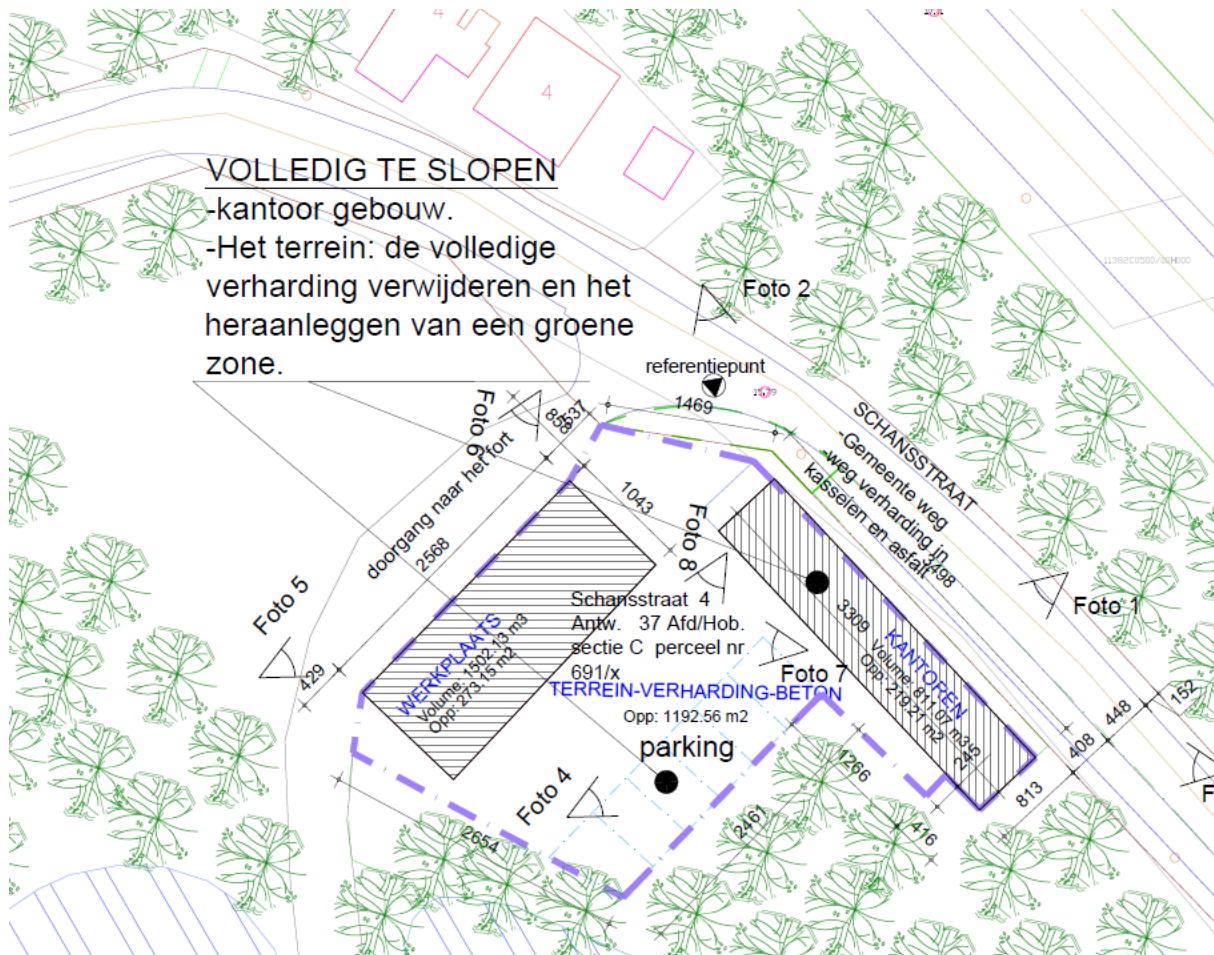 4
4
VOLLEDIG TE SLOPEN
-kantoor gebouw.
-Het terrein: de volledige
verharding verwijderen en het
heraanleggen van een groene
zone.
Foto 2
referentiepunt
1469
SCHANSSTRAAT
-Gemeente weg
-weg verharding in
kasseien en asfalt
3498
Foto 6
537
doorgang naar het fort
2568
1043
Foto 8
Foto 5
429
Foto 1
WERKPLAATS
Volume: 1502.13 m3
Opp: 273.15 m2
Schansstraat 4
Antw. 37 Afd/Hob.
sectie C perceel nr.
691/x
Foto 7
TERREIN-VERHARDING-BETON
Opp: 1192.56 m2
parking
3309
KANTOREN
Volume: 811.07 m3
Opp: 219.21 m2
245
152
448
408
813
1266
416
2461
Foto 4
2654
F